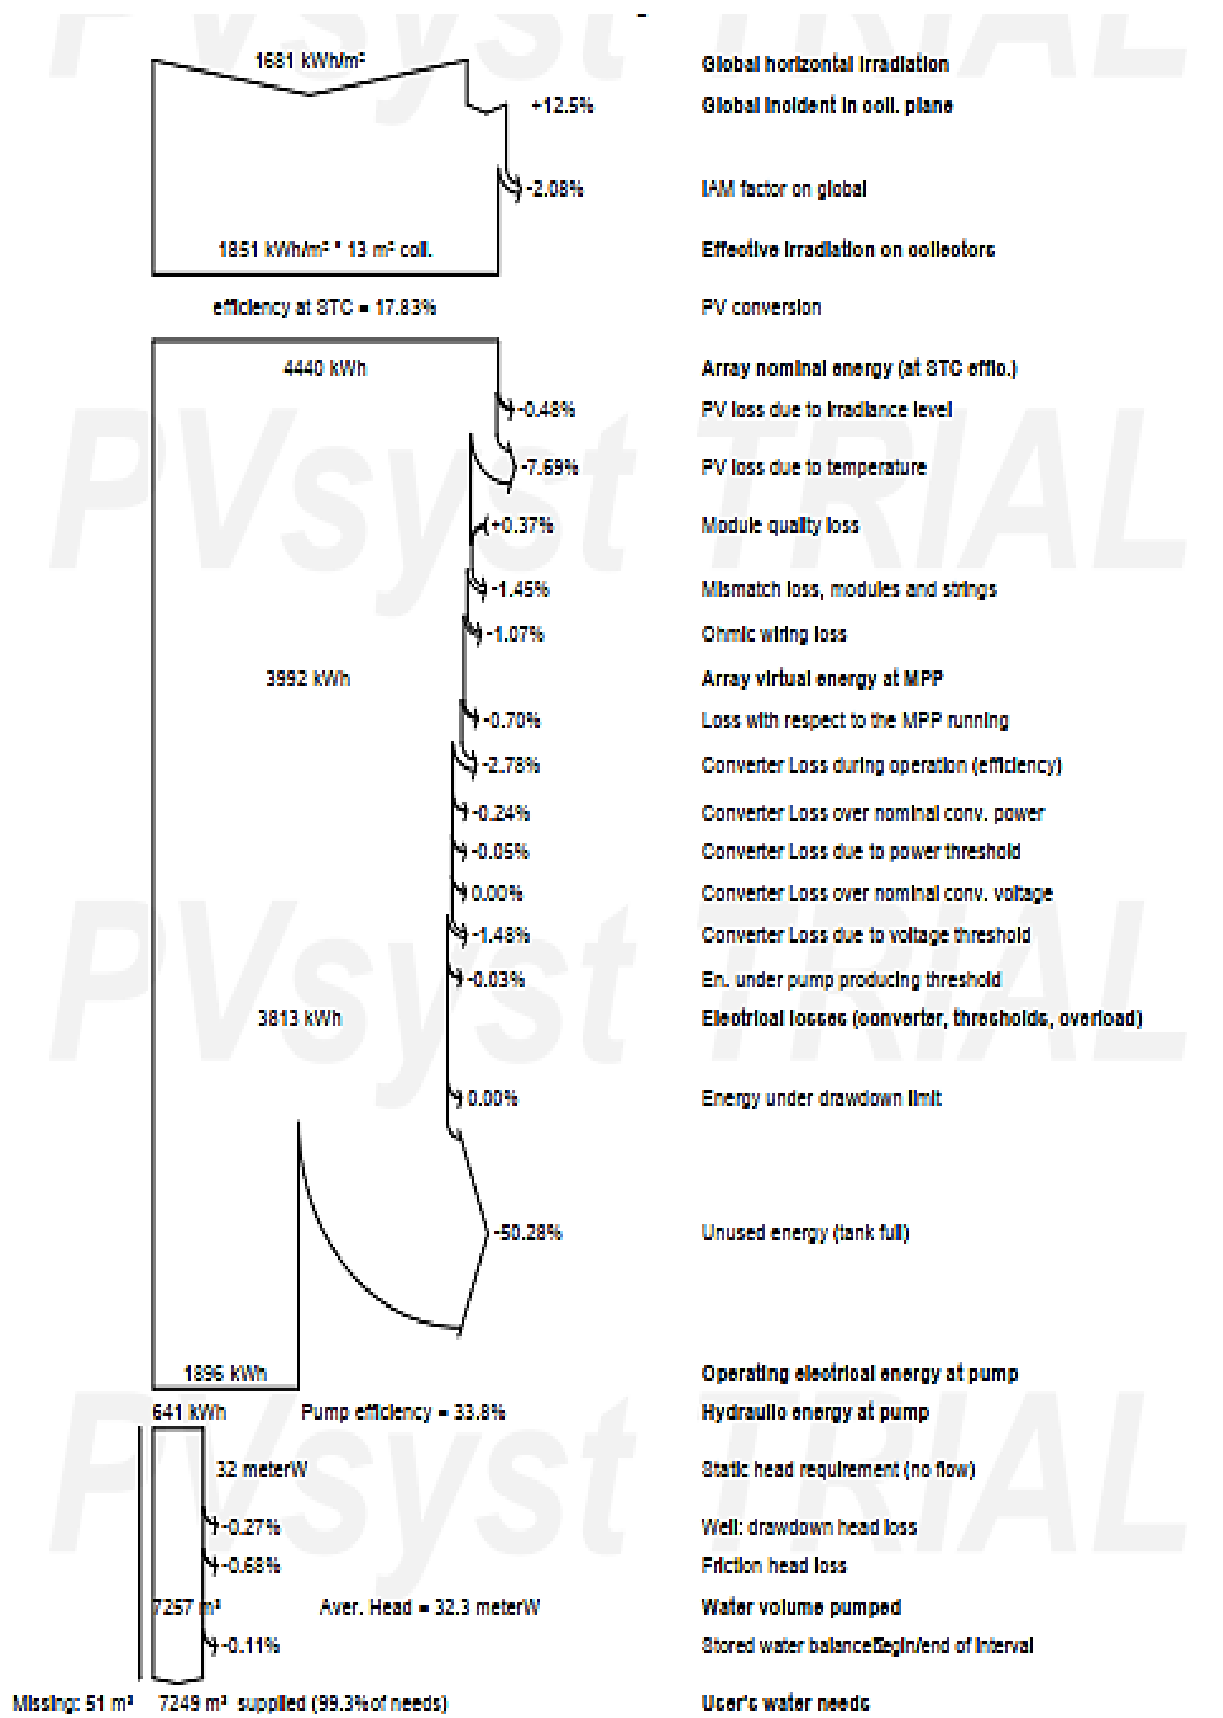 PVsyst TRIAL
1681 kWh/m² Global horizontal irradiation
+12.5% Global incident in coll. plane
-2.08% IAM factor on global
1851 kWh/m² * 13 m² coll. Effective irradiation on collectors
efficiency at STC = 17.83% PV conversion
4440 kWh Array nominal energy (at STC effic.)
-0.48% PV loss due to irradiance level
PVsyst TRIAL
-7.69% PV loss due to temperature
+0.37% Module quality loss
-1.45% Mismatch loss, modules and strings
-1.07% Ohmic wiring loss
3992 kWh Array virtual energy at MPP
-0.70% Loss with respect to the MPP running
-2.78% Converter Loss during operation (efficiency)
-0.24% Converter Loss over nominal conv. power
-0.05% Converter Loss due to power threshold
0.00% Converter Loss over nominal conv. voltage
-1.48% Converter Loss due to voltage threshold
PVsyst TRIAL
-0.03% En. under pump producing threshold
3813 kWh Electrical losses (converter, thresholds, overload)
0.00% Energy under drawdown limit
-50.28% Unused energy (tank full)
1896 kWh Operating electrical energy at pump
641 kWh Pump efficiency = 33.8% Hydraulic energy at pump
32 meterW Static head requirement (no flow)
PVsyst TRIAL
-0.27% Well: drawdown head loss
-0.68% Friction head loss
7257 m³ Aver. Head = 32.3 meterW Water volume pumped
-0.11% Stored water balance Begin/end of interval
Missing: 51 m³ 7249 m³ supplied (99.3% of needs) User's water needs